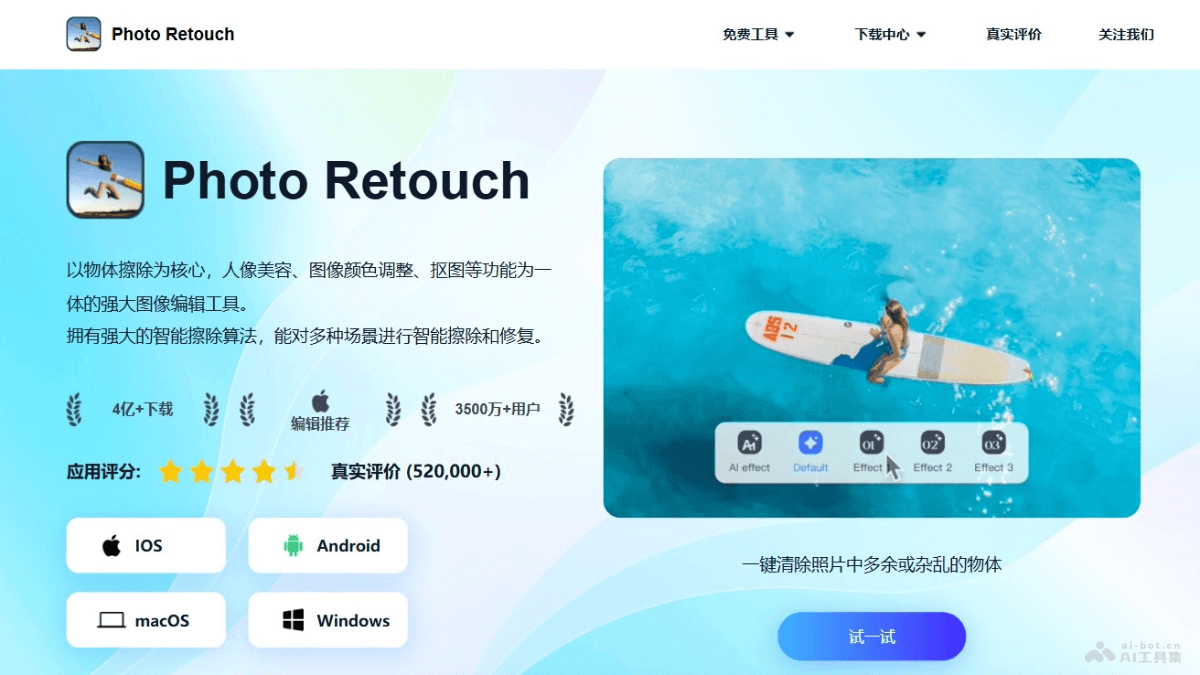 Photo Retouch
免费工具
下载中心
真实评价
关注我们
Photo Retouch
以物体擦除为核心，人像美容、图像颜色调整、抠图等功能为一
体的强大图像编辑工具。
拥有强大的智能擦除算法，能对多种场景进行智能擦除和修复。
4亿+下载
编辑推荐
3500万+用户
应用评分:
真实评价 (520,000+)
IOS
Android
macOS
Windows
ABS
12
AI
01
02
03
AI effect
Default
Effect
Effect 2
Effect 3
一键清除照片中多余或杂乱的物体
试一试
ai-bot.cn
AI工具集